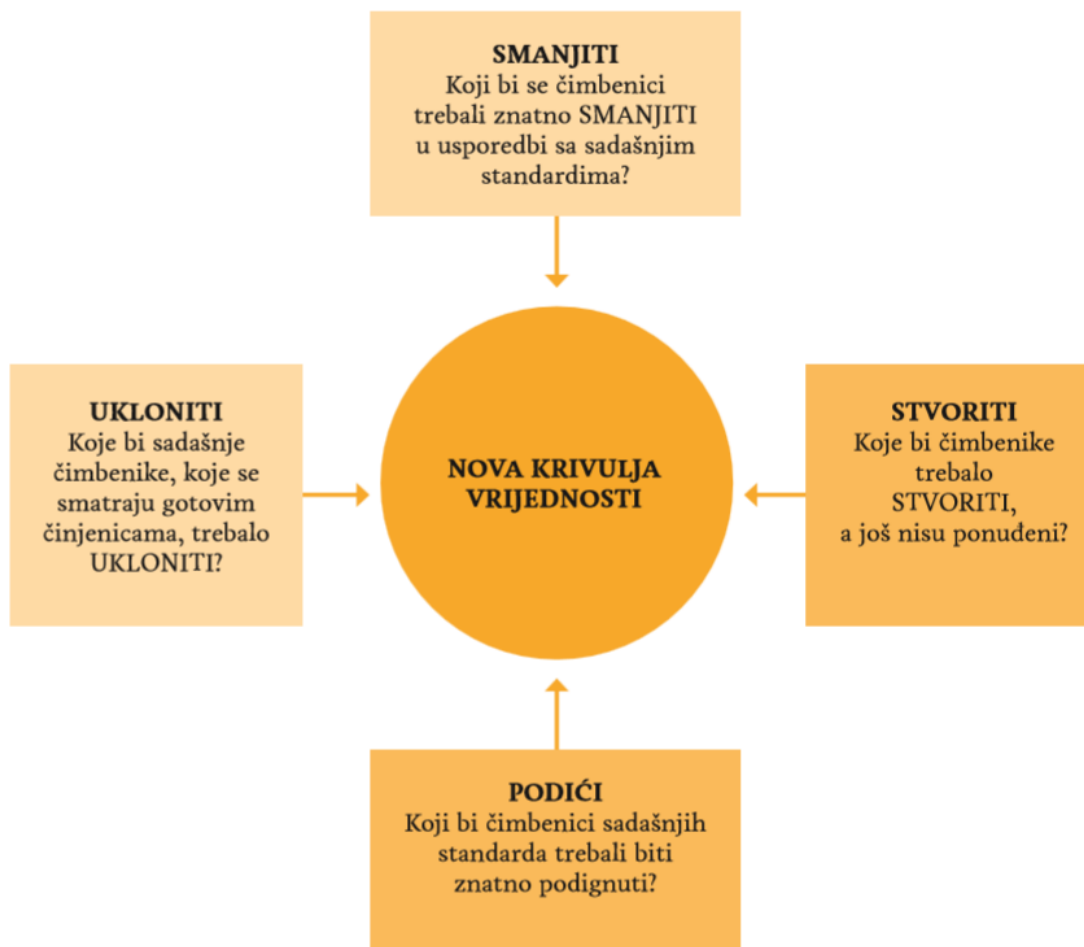 SMANJITI
Koji bi se čimbenici
trebali znatno SMANJITI
u usporedbi sa sadašnjim
standardima?
UKLONITI
Koje bi sadašnje
čimbenike, koje se
smatraju gotovim
činjenicama, trebalo
UKLONITI?
NOVA KRIVULJA
VRIJEDNOSTI
STVORITI
Koje bi čimbenike
trebalo
STVORITI,
a još nisu ponuđeni?
PODIĆI
Koji bi čimbenici sadašnjih
standarda trebali biti
znatno podignuti?